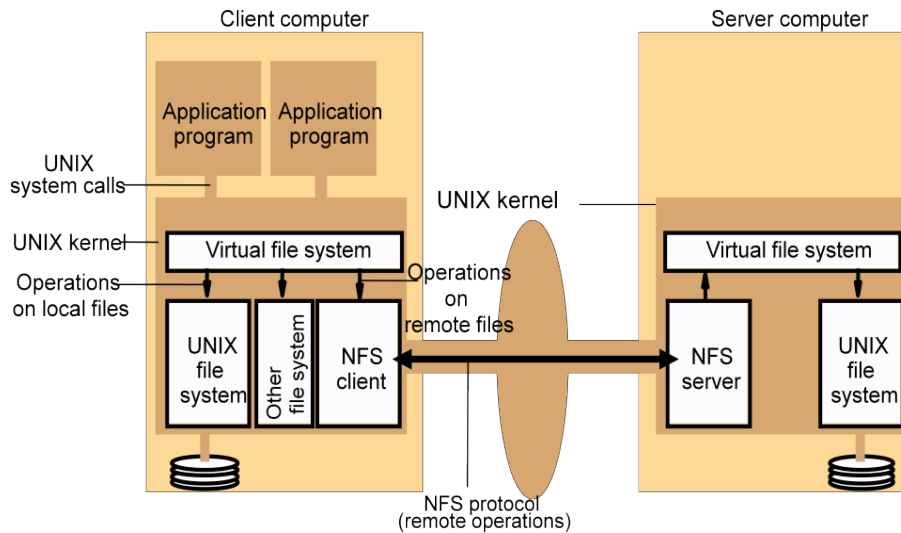 Client computer
Server computer
Application
program
Application
program
UNIX
system calls
UNIX kernel
UNIX kernel
Virtual file system
Virtual file system
Operations
on local files
Operations
on
remote files
UNIX
file
system
Other
file system
NFS
client
NFS
server
UNIX
file
system
NFS protocol
(remote operations)